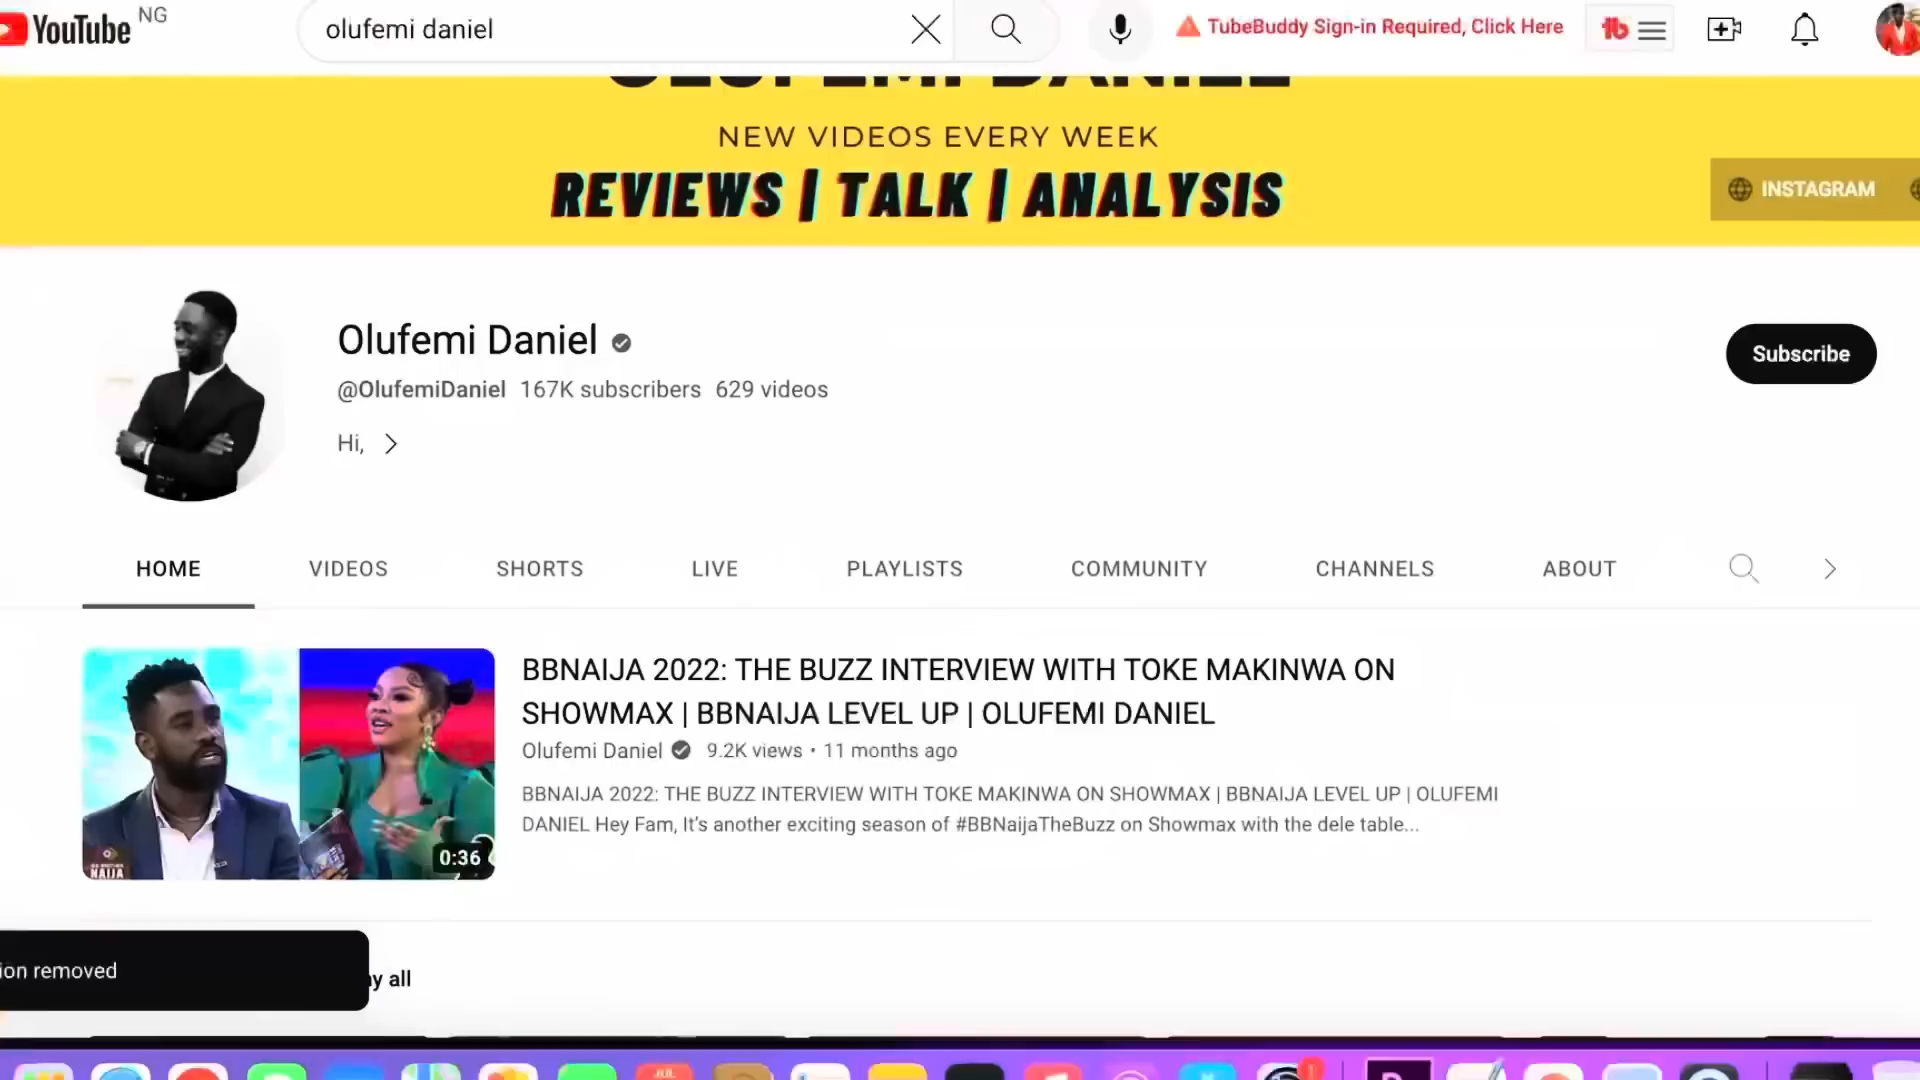 YouTube NG
olufemi daniel
TubeBuddy Sign-in Required, Click Here
OLUFEMI DANIEL
NEW VIDEOS EVERY WEEK
REVIEWS | TALK | ANALYSIS
INSTAGRAM
Olufemi Daniel
@OlufemiDaniel 167K subscribers 629 videos
Hi,
Subscribe
HOME VIDEOS SHORTS LIVE PLAYLISTS COMMUNITY CHANNELS ABOUT
BBNAIJA 2022: THE BUZZ INTERVIEW WITH TOKE MAKINWA ON
SHOWMAX | BBNAIJA LEVEL UP | OLUFEMI DANIEL
Olufemi Daniel 9.2K views • 11 months ago
BBNAIJA 2022: THE BUZZ INTERVIEW WITH TOKE MAKINWA ON SHOWMAX | BBNAIJA LEVEL UP | OLUFEMI
DANIEL Hey Fam, It's another exciting season of #BBNaijaTheBuzz on Showmax with the dele table...
NAIJA
0:36
ion removed
y all